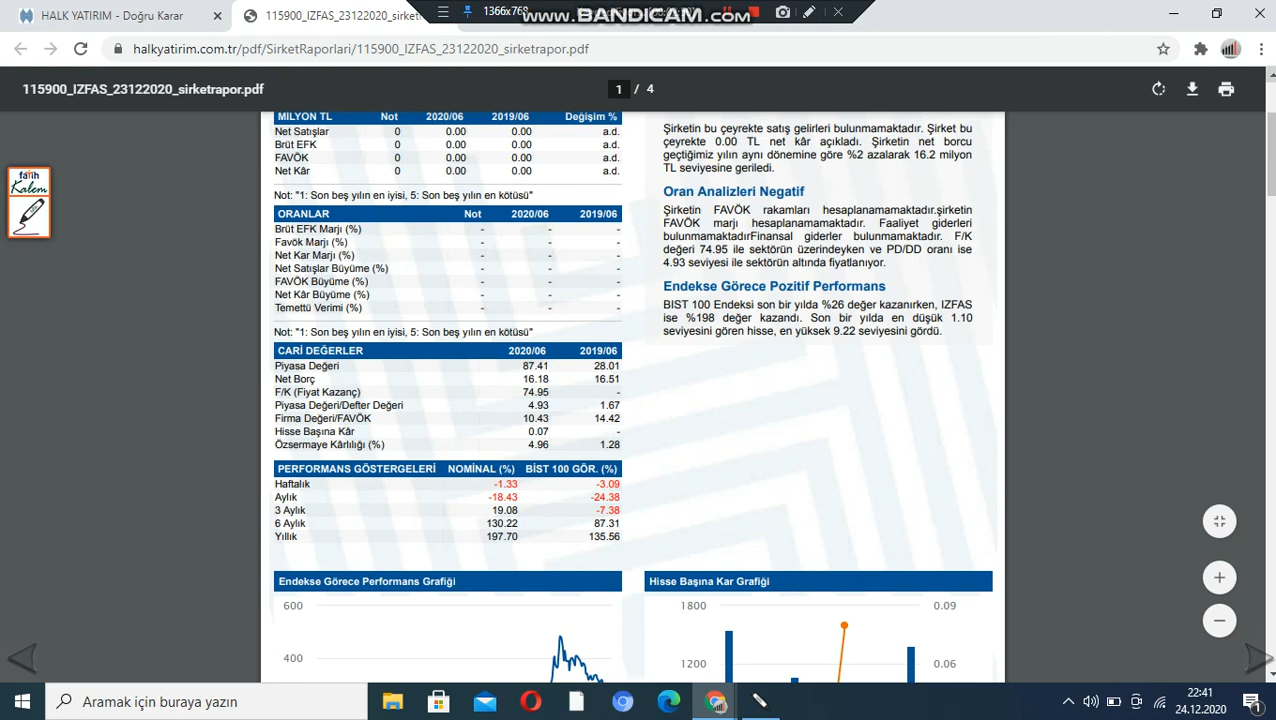 HALK YATIRIM - Doğru Karar
115900_IZFAS_23122020_sirketr
1366x768
www.BANDICAM.com
halkyatirim.com.tr/pdf/SirketRaporlari/115900_IZFAS_23122020_sirketrapor.pdf
115900_IZFAS_23122020_sirketrapor.pdf
1 / 4
fatih
Kalem
MİLYON TL Not 2020/06 2019/06 Değişim %
Net Satışlar 0 0.00 0.00 a.d.
Brüt EFK 0 0.00 0.00 a.d.
FAVÖK 0 0.00 0.00 a.d.
Net Kâr 0 0.00 0.00 a.d.
Not: "1: Son beş yılın en iyisi, 5: Son beş yılın en kötüsü"
ORANLAR Not 2020/06 2019/06
Brüt EFK Marjı (%) - - -
Favök Marjı (%) - - -
Net Kar Marjı (%) - - -
Net Satışlar Büyüme (%) - - -
FAVÖK Büyüme (%) - - -
Net Kâr Büyüme (%) - - -
Temettü Verimi (%) - - -
Not: "1: Son beş yılın en iyisi, 5: Son beş yılın en kötüsü"
CARİ DEĞERLER 2020/06 2019/06
Piyasa Değeri 87.41 28.01
Net Borç 16.18 16.51
F/K (Fiyat Kazanç) 74.95 -
Piyasa Değeri/Defter Değeri 4.93 1.67
Firma Değeri/FAVÖK 10.43 14.42
Hisse Başına Kâr 0.07 -
Özsermaye Kârlılığı (%) 4.96 1.28
PERFORMANS GÖSTERGELERİ NOMİNAL (%) BİST 100 GÖR. (%)
Haftalık -1.33 -3.09
Aylık -18.43 -24.38
3 Aylık 19.08 -7.38
6 Aylık 130.22 87.31
Yıllık 197.70 135.56
Şirketin bu çeyrekte satış gelirleri bulunmamaktadır. Şirket bu
çeyrekte 0.00 TL net kâr açıkladı. Şirketin net borcu
geçtiğimiz yılın aynı dönemine göre %2 azalarak 16.2 milyon
TL seviyesine geriledi.
Oran Analizleri Negatif
Şirketin FAVÖK rakamları hesaplanamamaktadır.şirketin
FAVÖK marjı hesaplanamamaktadır. Faaliyet giderleri
bulunmamaktadırFinansal giderler bulunmamaktadır. F/K
değeri 74.95 ile sektörün üzerindeyken ve PD/DD oranı ise
4.93 seviyesi ile sektörün altında fiyatlanıyor.
Endekse Görece Pozitif Performans
BIST 100 Endeksi son bir yılda %26 değer kazanırken, IZFAS
ise %198 değer kazandı. Son bir yılda en düşük 1.10
seviyesini gören hisse, en yüksek 9.22 seviyesini gördü.
Endekse Görece Performans Grafiği
600
400
Hisse Başına Kar Grafiği
1800 0.09
1200 0.06
Aramak için buraya yazın
22:41
24.12.2020
1